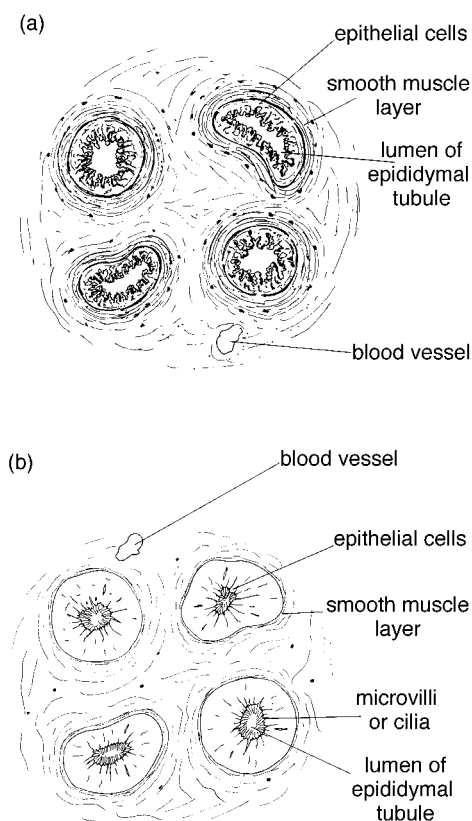 (a)
epithelial cells
smooth muscle
layer
lumen of
epididymal
tubule
blood vessel
(b)
blood vessel
epithelial cells
smooth muscle
layer
microvilli
or cilia
lumen of
epididymal
tubule